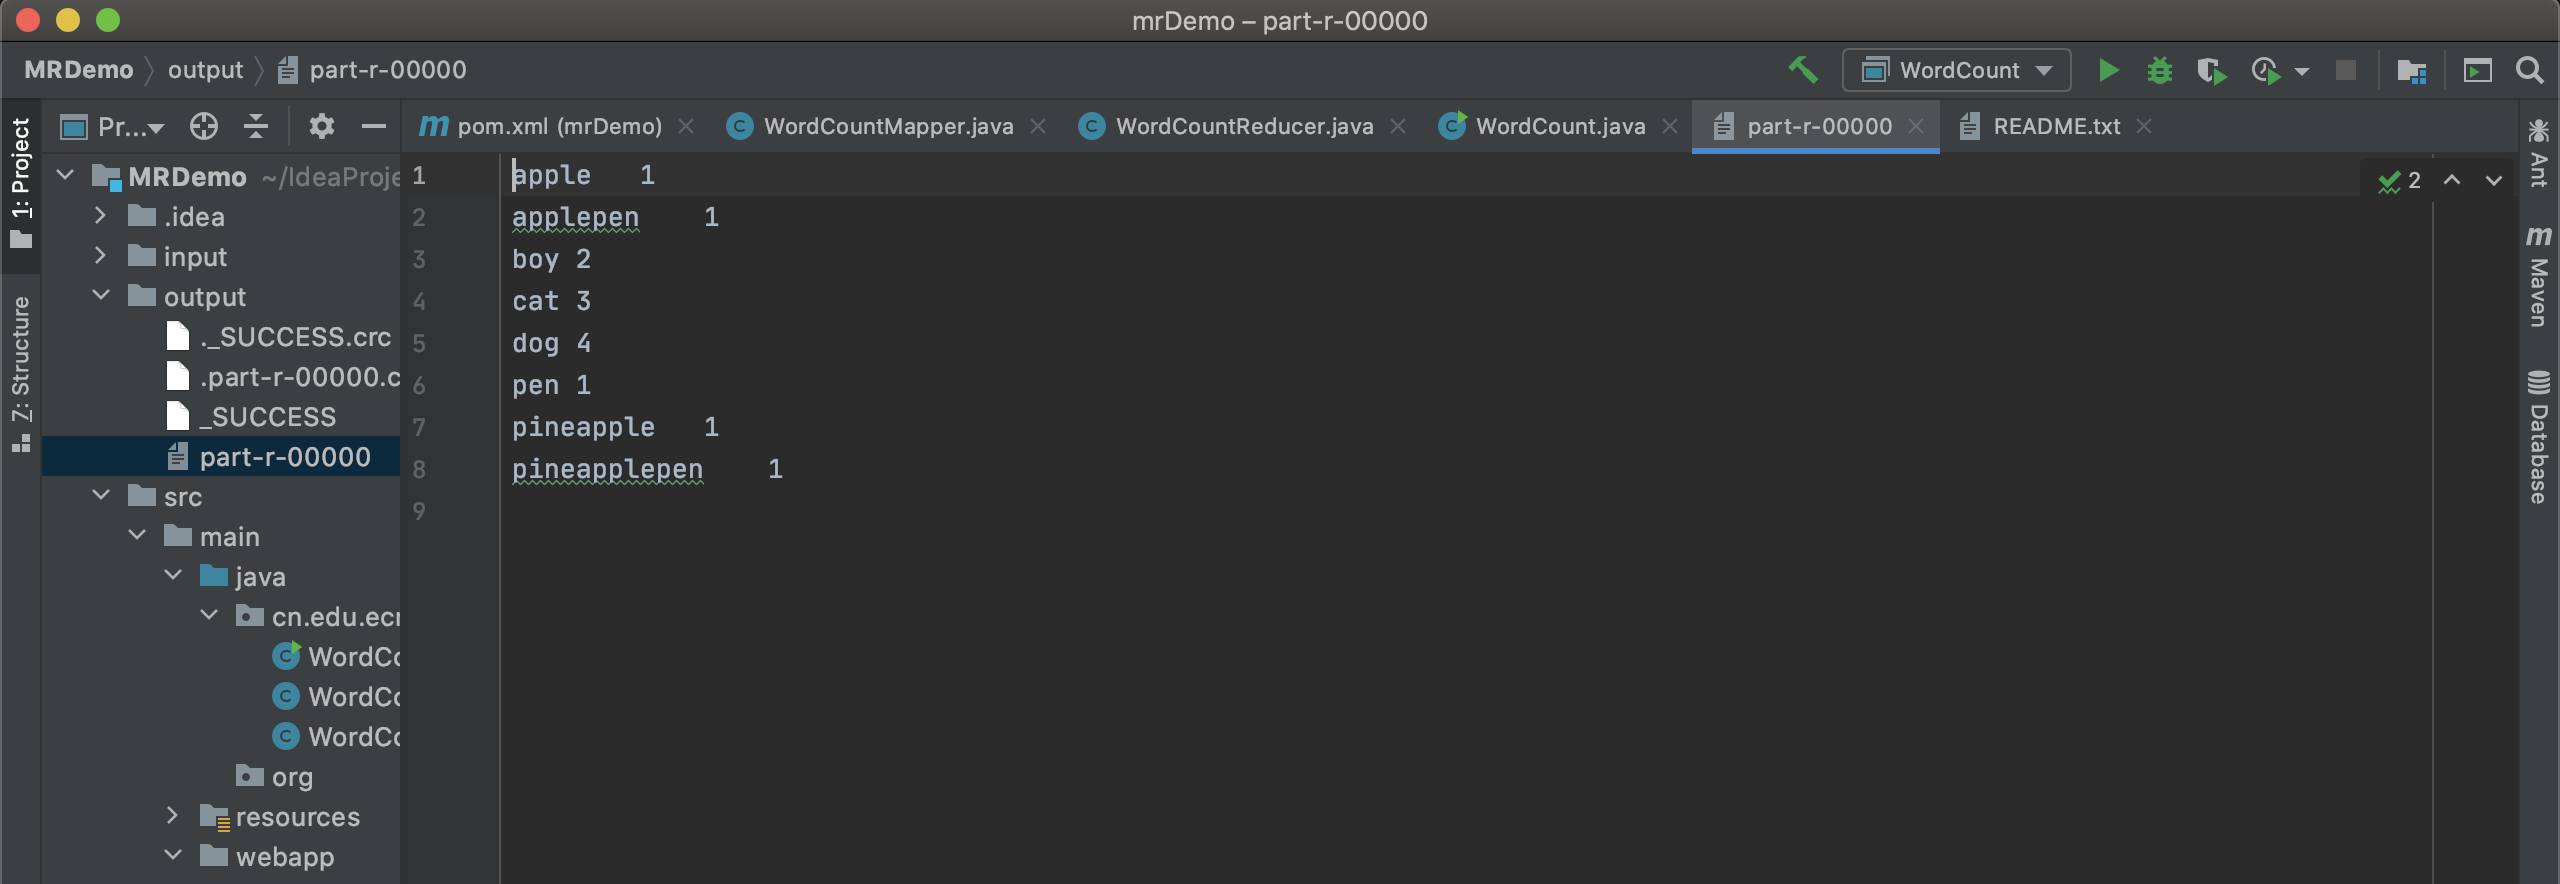 mrDemo – part-r-00000
MRDemo output part-r-00000
WordCount
1: Project
7: Structure
Pr...
MRDemo ~/IdeaProje
.idea
input
output
._SUCCESS.crc
.part-r-00000.c
_SUCCESS
part-r-00000
src
main
java
cn.edu.ecn
WordCo
WordCo
WordCo
org
resources
webapp
pom.xml (mrDemo) WordCountMapper.java WordCountReducer.java WordCount.java part-r-00000 README.txt
1 apple 1
2 applepen 1
3 boy 2
4 cat 3
5 dog 4
6 pen 1
7 pineapple 1
8 pineapplepen 1
9
2
Ant
Maven
Database